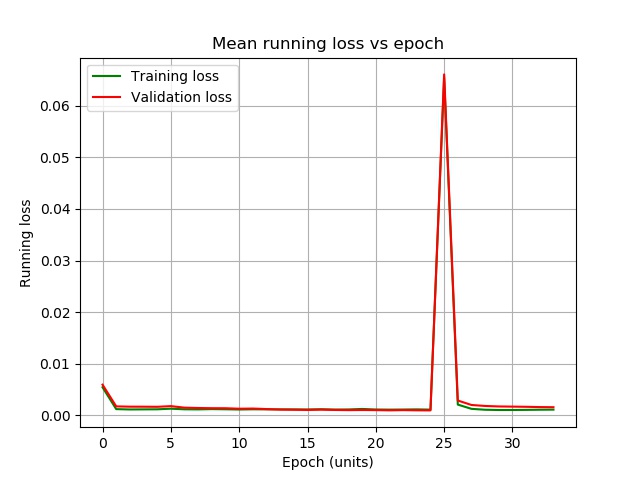 Mean running loss vs epoch
Training loss
Validation loss
0.06
0.05
0.04
0.03
0.02
0.01
0.00
Running loss
0 5 10 15 20 25 30
Epoch (units)